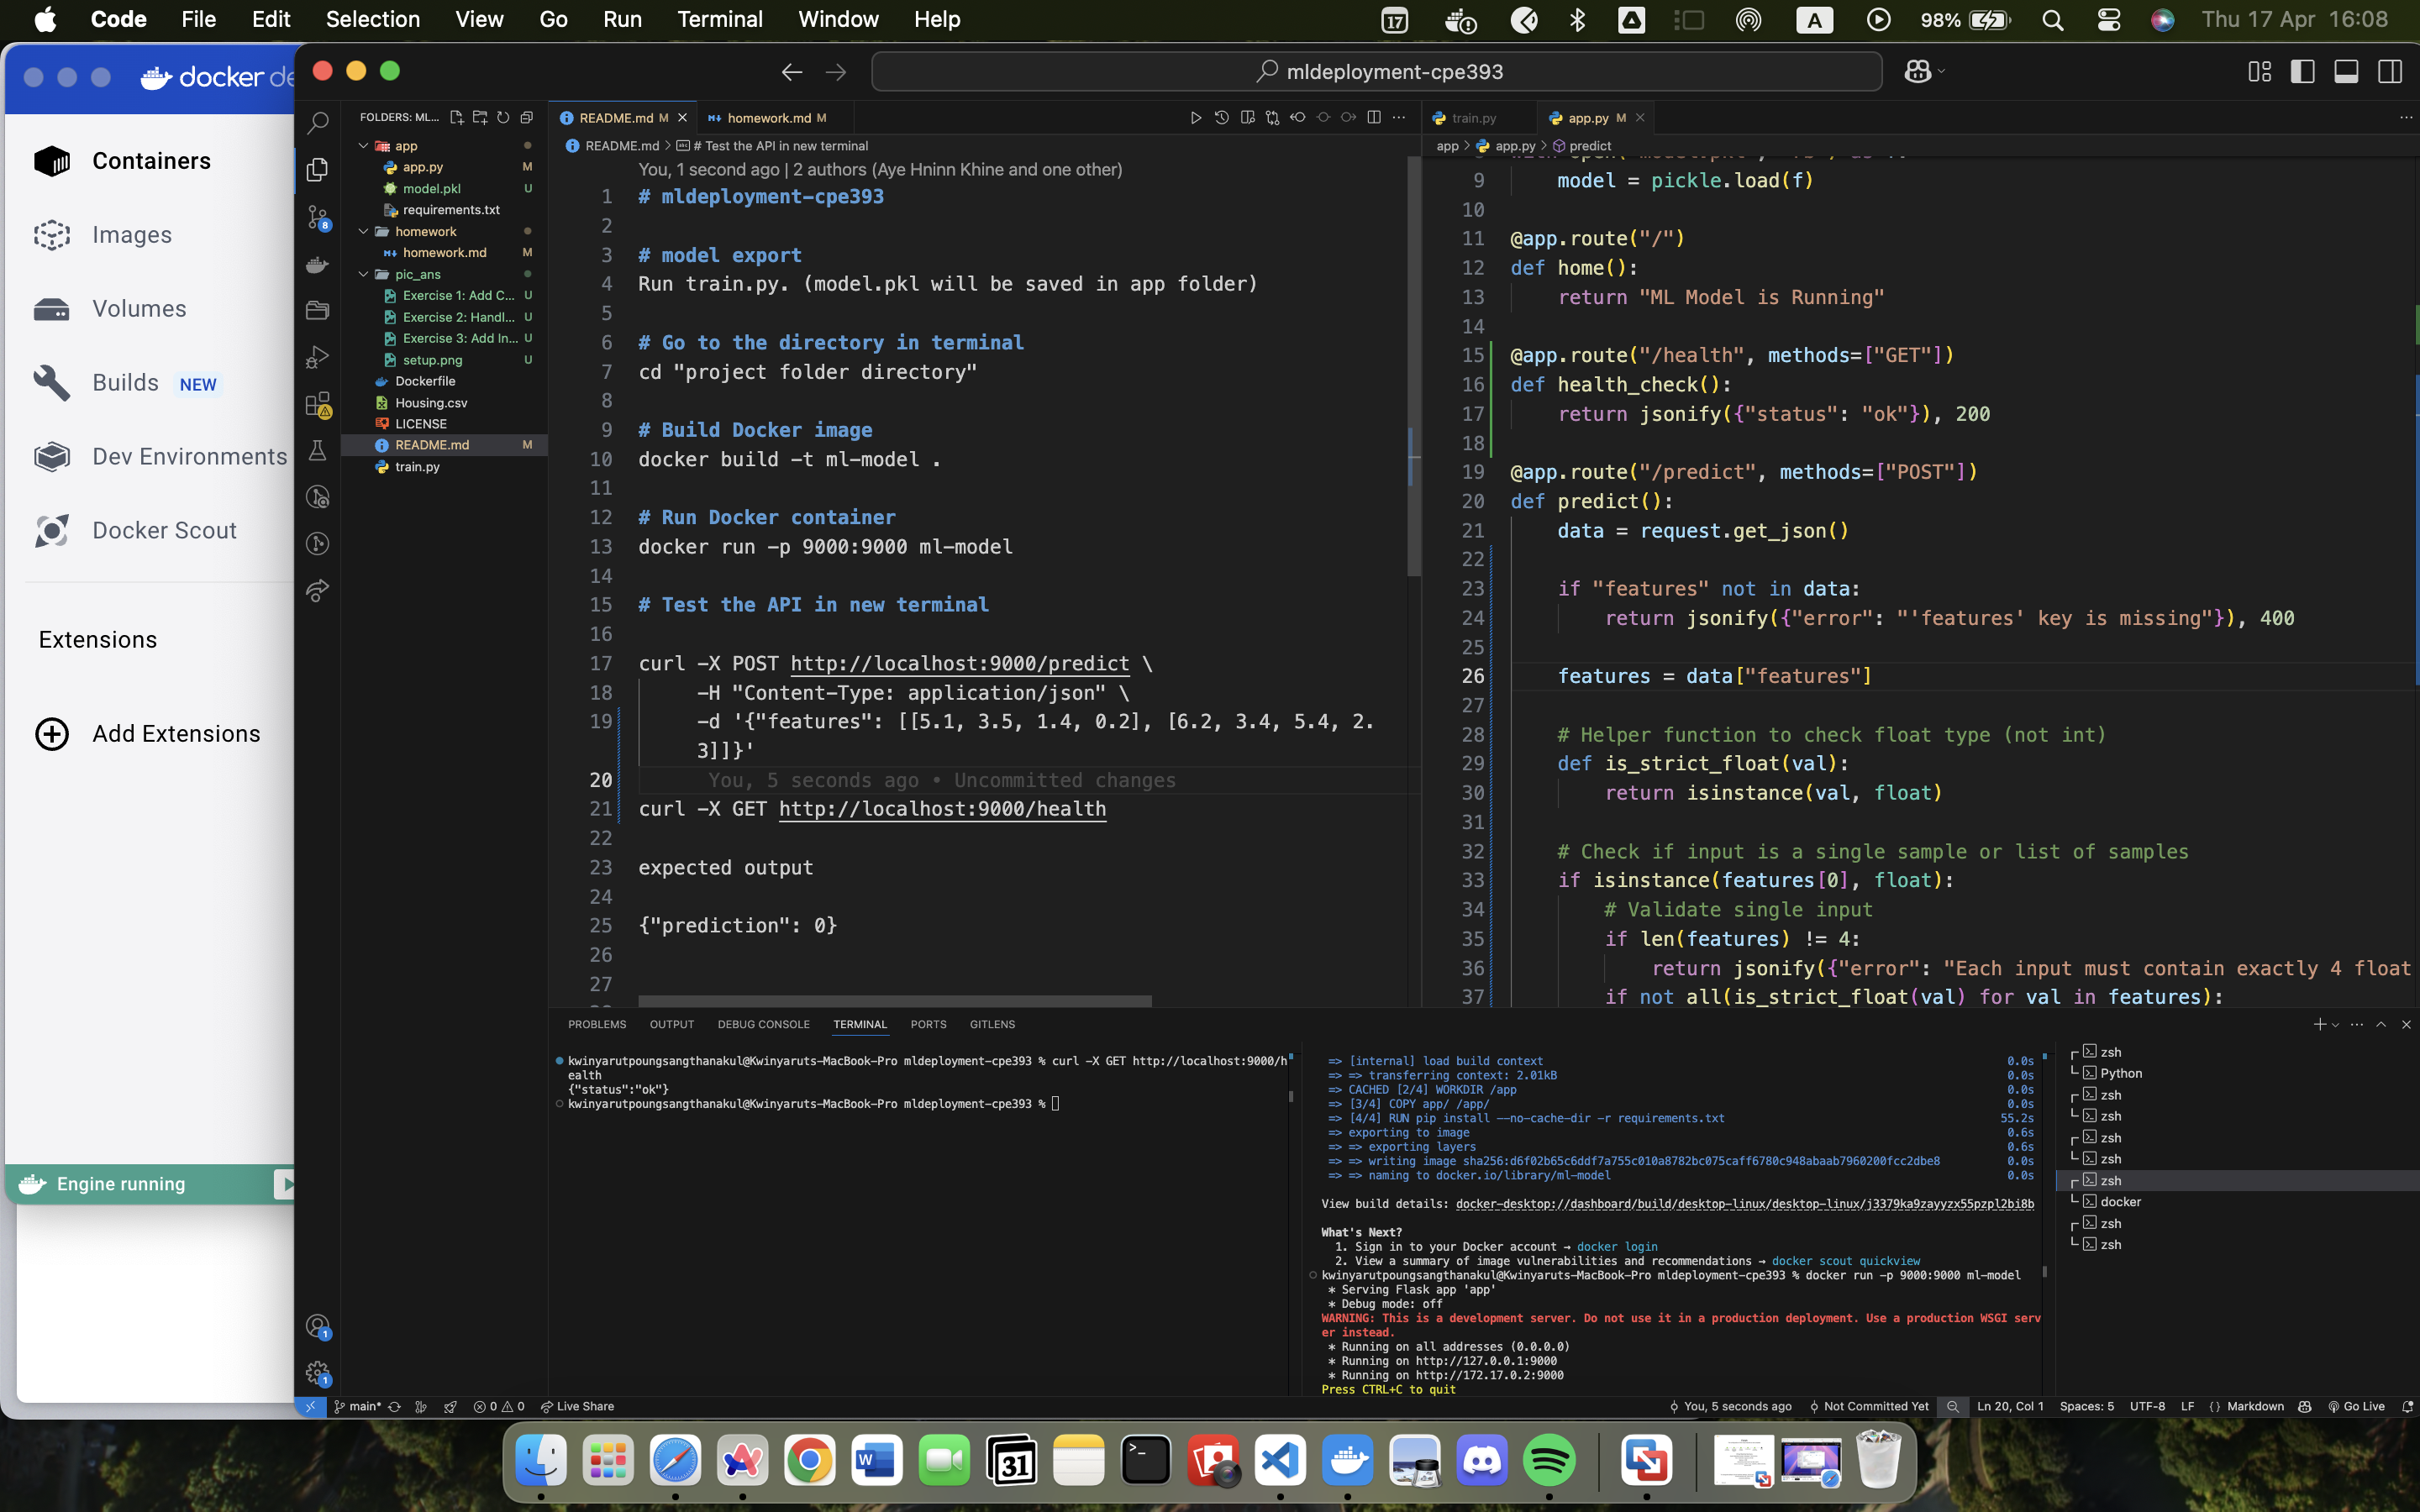 Code File Edit Selection View Go Run Terminal Window Help
17 A 98% Thu 17 Apr 16:08
docker de
Containers
Images
Volumes
Builds NEW
Dev Environments
Docker Scout
Extensions
Add Extensions
Engine running
mldeployment-cpe393
FOLDERS: ML...
app
app.py M
model.pkl U
requirements.txt
homework
homework.md M
pic_ans
Exercise 1: Add C... U
Exercise 2: Handl... U
Exercise 3: Add In... U
setup.png U
Dockerfile
Housing.csv
LICENSE
README.md M
train.py
8
1
1
README.md M
homework.md M
README.md > # Test the API in new terminal
You, 1 second ago | 2 authors (Aye Hninn Khine and one other)
1 # mldeployment-cpe393
2
3 # model export
4 Run train.py. (model.pkl will be saved in app folder)
5
6 # Go to the directory in terminal
7 cd "project folder directory"
8
9 # Build Docker image
10 docker build -t ml-model .
11
12 # Run Docker container
13 docker run -p 9000:9000 ml-model
14
15 # Test the API in new terminal
16
17 curl -X POST http://localhost:9000/predict \
18 -H "Content-Type: application/json" \
19 -d '{"features": [[5.1, 3.5, 1.4, 0.2], [6.2, 3.4, 5.4, 2.
3]]}'
20 You, 5 seconds ago • Uncommitted changes
21 curl -X GET http://localhost:9000/health
22
23 expected output
24
25 {"prediction": 0}
26
27
train.py
app.py M
app > app.py > predict
9 model = pickle.load(f)
10
11 @app.route("/")
12 def home():
13 return "ML Model is Running"
14
15 @app.route("/health", methods=["GET"])
16 def health_check():
17 return jsonify({"status": "ok"}), 200
18
19 @app.route("/predict", methods=["POST"])
20 def predict():
21 data = request.get_json()
22
23 if "features" not in data:
24 return jsonify({"error": "'features' key is missing"}), 400
25
26 features = data["features"]
27
28 # Helper function to check float type (not int)
29 def is_strict_float(val):
30 return isinstance(val, float)
31
32 # Check if input is a single sample or list of samples
33 if isinstance(features[0], float):
34 # Validate single input
35 if len(features) != 4:
36 return jsonify({"error": "Each input must contain exactly 4 float
37 if not all(is_strict_float(val) for val in features):
PROBLEMS OUTPUT DEBUG CONSOLE TERMINAL PORTS GITLENS
kwinyarutpoungsangthanakul@Kwinyaruts-MacBook-Pro mldeployment-cpe393 % curl -X GET http://localhost:9000/h
ealth
{"status":"ok"}
kwinyarutpoungsangthanakul@Kwinyaruts-MacBook-Pro mldeployment-cpe393 %
=> [internal] load build context 0.0s
=> => transferring context: 2.01kB 0.0s
=> CACHED [2/4] WORKDIR /app 0.0s
=> [3/4] COPY app/ /app/ 0.0s
=> [4/4] RUN pip install --no-cache-dir -r requirements.txt 55.2s
=> exporting to image 0.6s
=> => exporting layers 0.6s
=> => writing image sha256:d6f02b65c6ddf7a755c010a8782bc075caff6780c948abaab7960200fcc2dbe8 0.0s
=> => naming to docker.io/library/ml-model 0.0s
View build details: docker-desktop://dashboard/build/desktop-linux/desktop-linux/j3379ka9zayyzx55pzpl2bi8b
What's Next?
1. Sign in to your Docker account → docker login
2. View a summary of image vulnerabilities and recommendations → docker scout quickview
kwinyarutpoungsangthanakul@Kwinyaruts-MacBook-Pro mldeployment-cpe393 % docker run -p 9000:9000 ml-model
* Serving Flask app 'app'
* Debug mode: off
WARNING: This is a development server. Do not use it in a production deployment. Use a production WSGI serv
er instead.
* Running on all addresses (0.0.0.0)
* Running on http://127.0.0.1:9000
* Running on http://172.17.0.2:9000
Press CTRL+C to quit
zsh
Python
zsh
zsh
zsh
zsh
zsh
docker
zsh
zsh
main* 0 0 Live Share
You, 5 seconds ago Not Committed Yet Ln 20, Col 1 Spaces: 5 UTF-8 LF {} Markdown Go Live
W
31